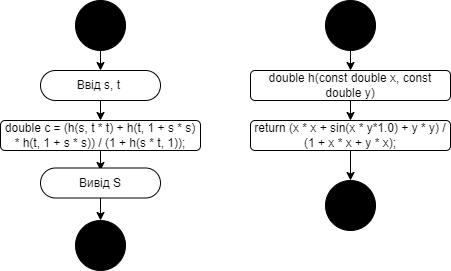 Ввід s, t
double c = (h(s, t * t) + h(t, 1 + s * s)
* h(t, 1 + s * s)) / (1 + h(s * t, 1));
Вивід S
double h(const double x, const
double y)
return (x * x + sin(x * y*1.0) + y * y) /
(1 + x * x + y * x);